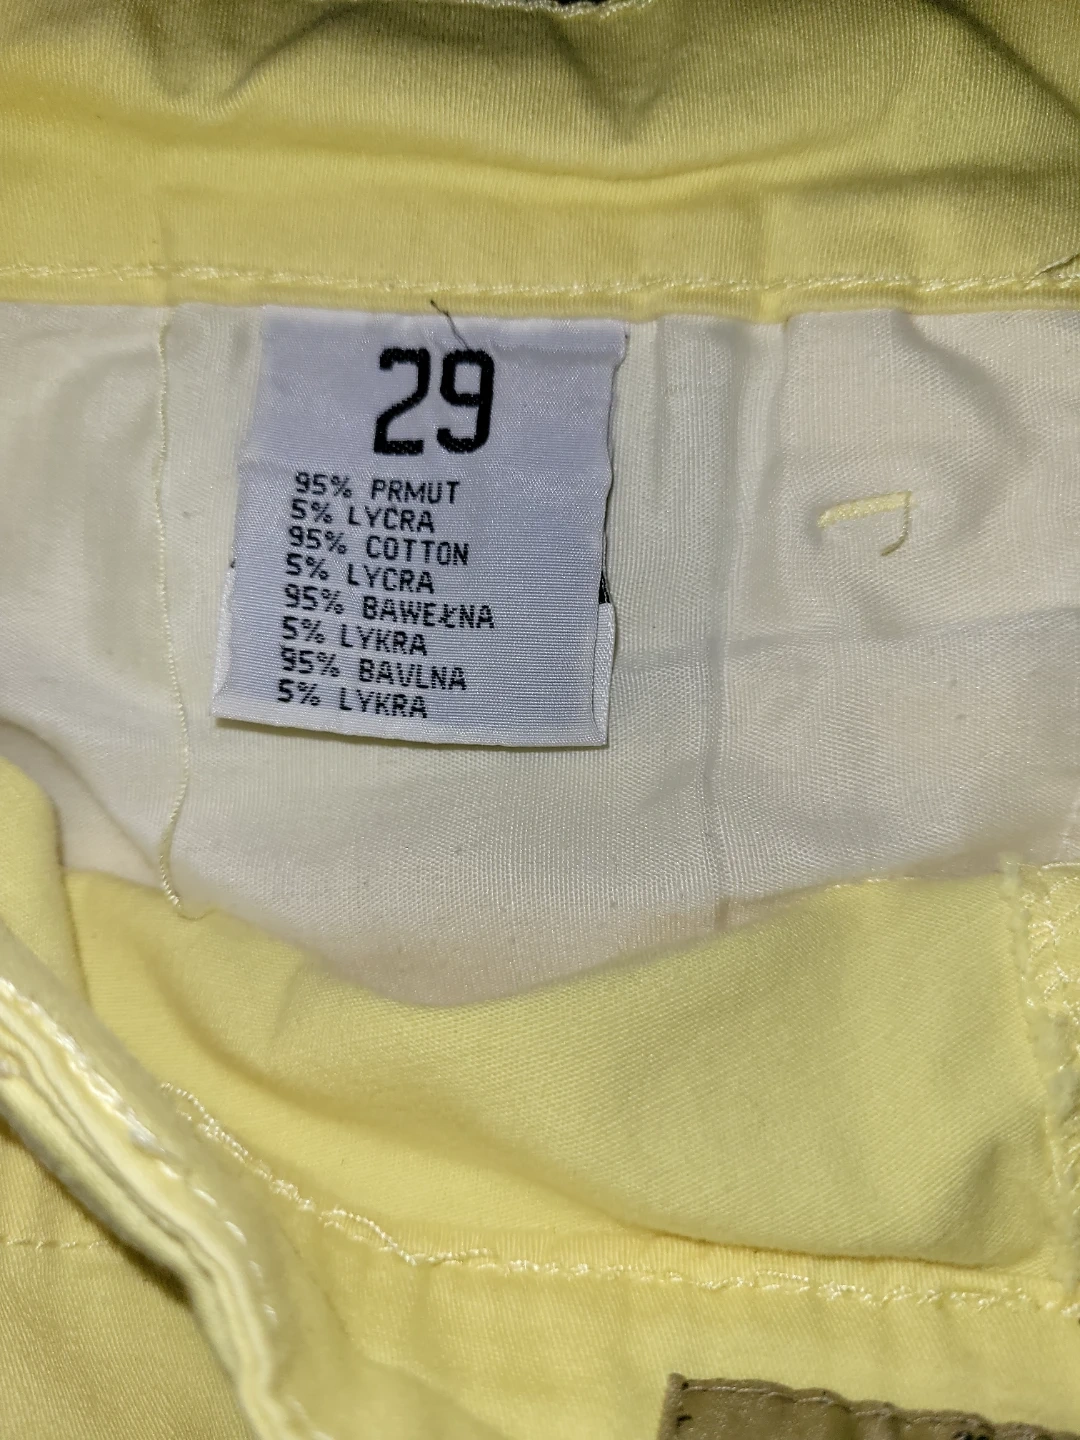 29
95% PRMUT
5% LYCRA
95% COTTON
5% LYCRA
95% BAWEŁNA
5% LYKRA
95% BAVLNA
5% LYKRA